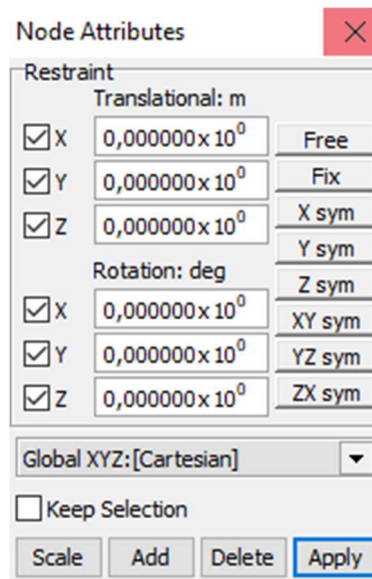 Node Attributes
Restraint
Translational: m
X 0,000000x10⁰ Free
Y 0,000000x10⁰ Fix
Z 0,000000x10⁰ X sym
Y sym
Rotation: deg
Z sym
X 0,000000x10⁰ XY sym
Y 0,000000x10⁰ YZ sym
Z 0,000000x10⁰ ZX sym
Global XYZ:[Cartesian]
Keep Selection
Scale Add Delete Apply